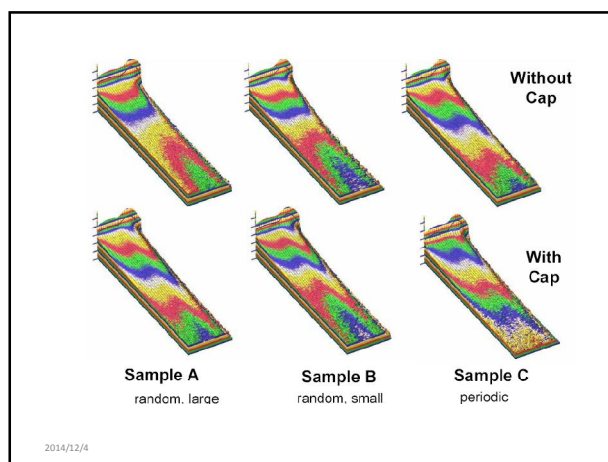 Without
Cap
With
Cap
Sample A
random, large
Sample B
random, small
Sample C
periodic
2014/12/4